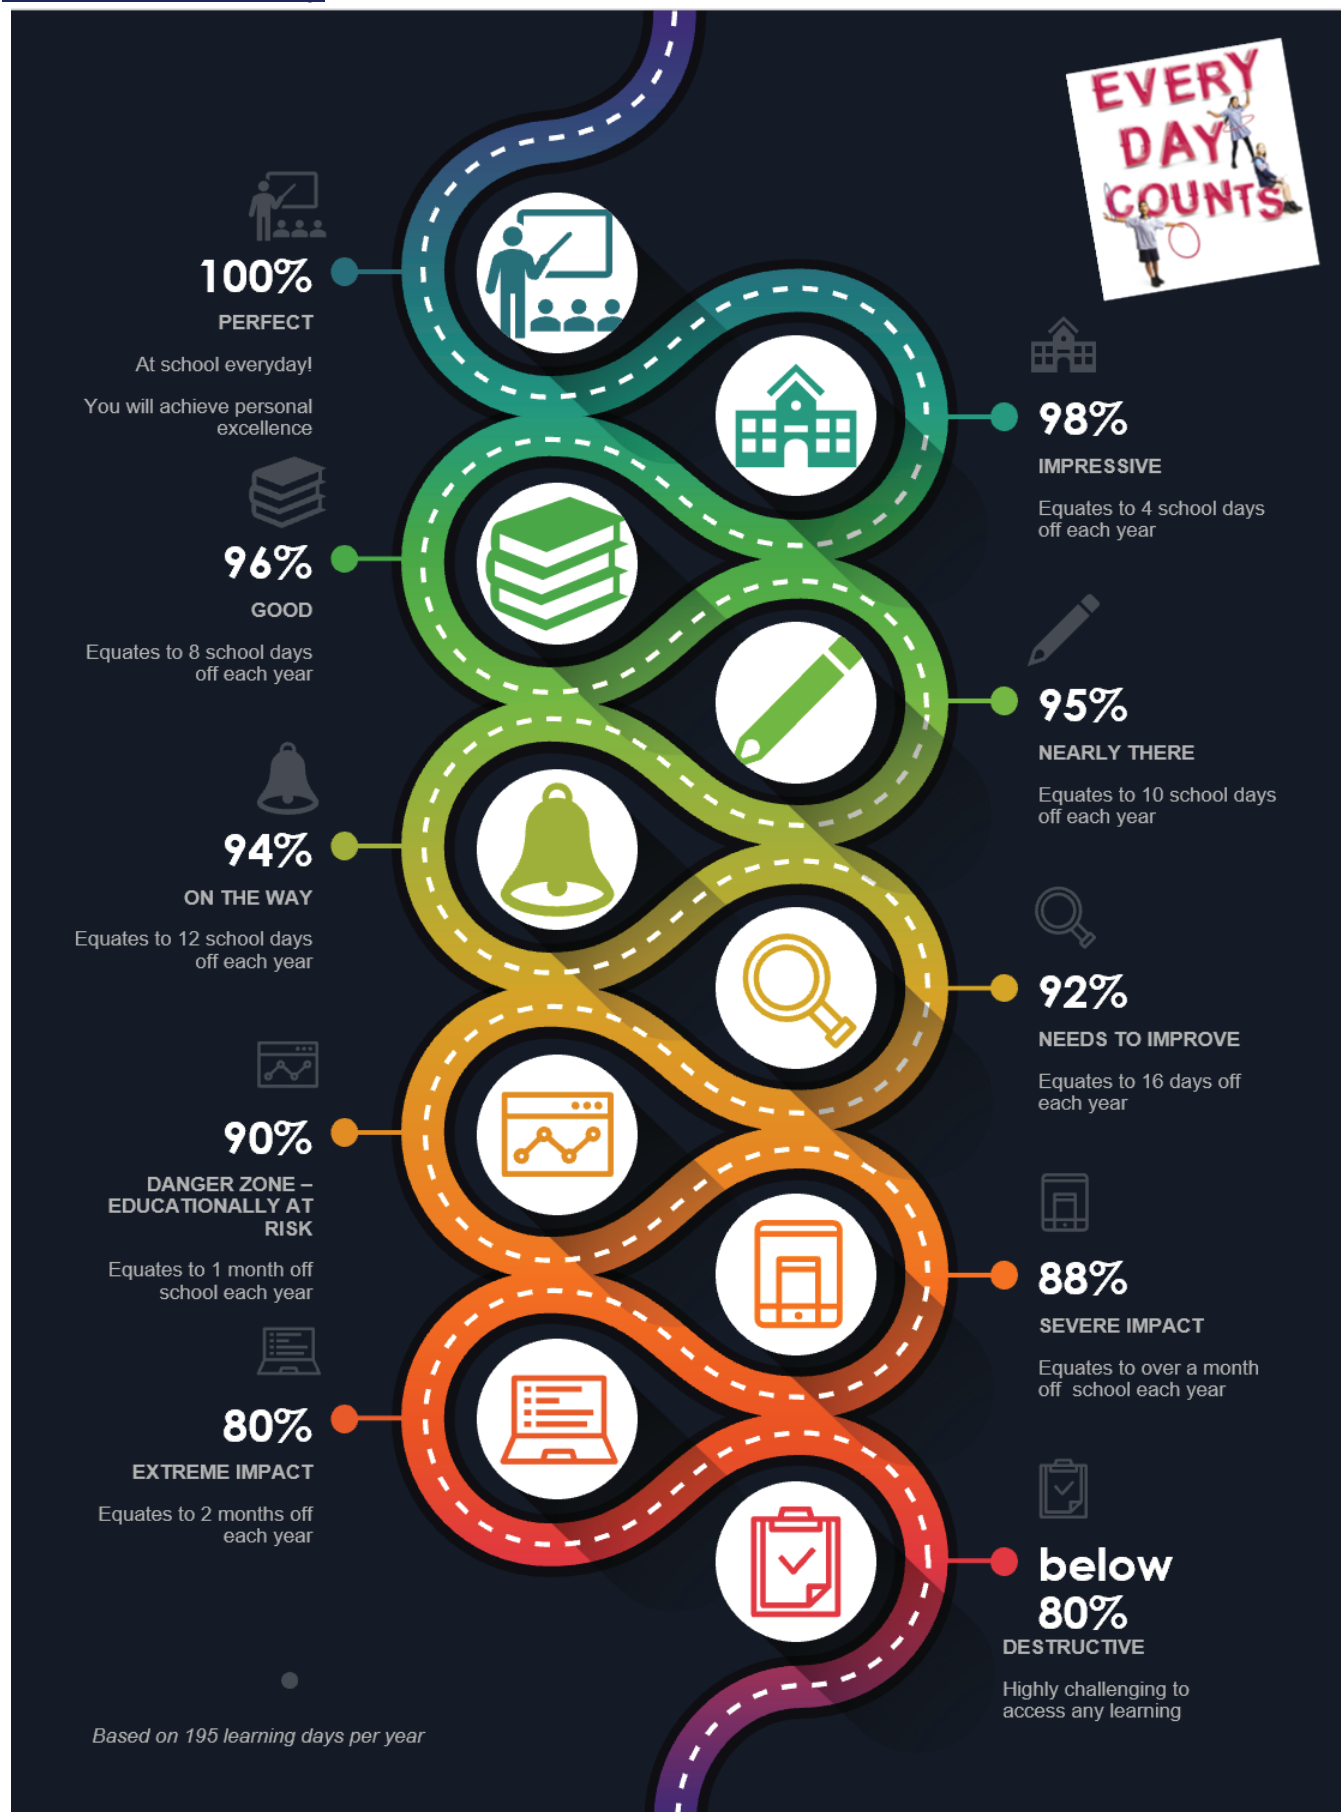 EVERY
DAY
COUNTS
100%
PERFECT
At school everyday!
You will achieve personal
excellence
98%
IMPRESSIVE
Equates to 4 school days
off each year
96%
GOOD
Equates to 8 school days
off each year
95%
NEARLY THERE
Equates to 10 school days
off each year
94%
ON THE WAY
Equates to 12 school days
off each year
92%
NEEDS TO IMPROVE
Equates to 16 days off
each year
90%
DANGER ZONE –
EDUCATIONALLY AT
RISK
Equates to 1 month off
school each year
88%
SEVERE IMPACT
Equates to over a month
off school each year
80%
EXTREME IMPACT
Equates to 2 months off
each year
below
80%
DESTRUCTIVE
Highly challenging to
access any learning
Based on 195 learning days per year